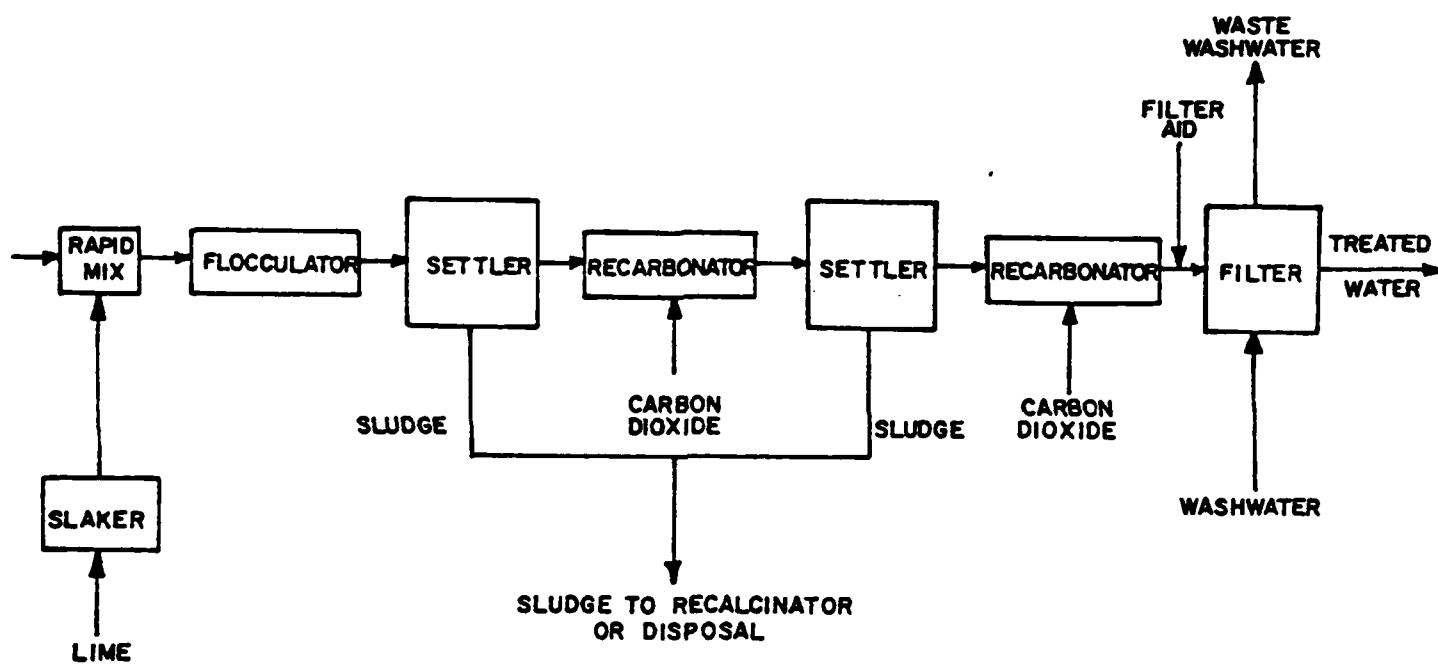 WASTE
WASHWATER
FILTER
AID
RAPID
MIX
FLOCCULATOR
SETTLER
RECARBONATOR
SETTLER
RECARBONATOR
FILTER
TREATED
WATER
SLUDGE
CARBON
DIOXIDE
SLUDGE
CARBON
DIOXIDE
SLAKER
WASHWATER
LIME
SLUDGE TO RECALCINATOR
OR DISPOSAL